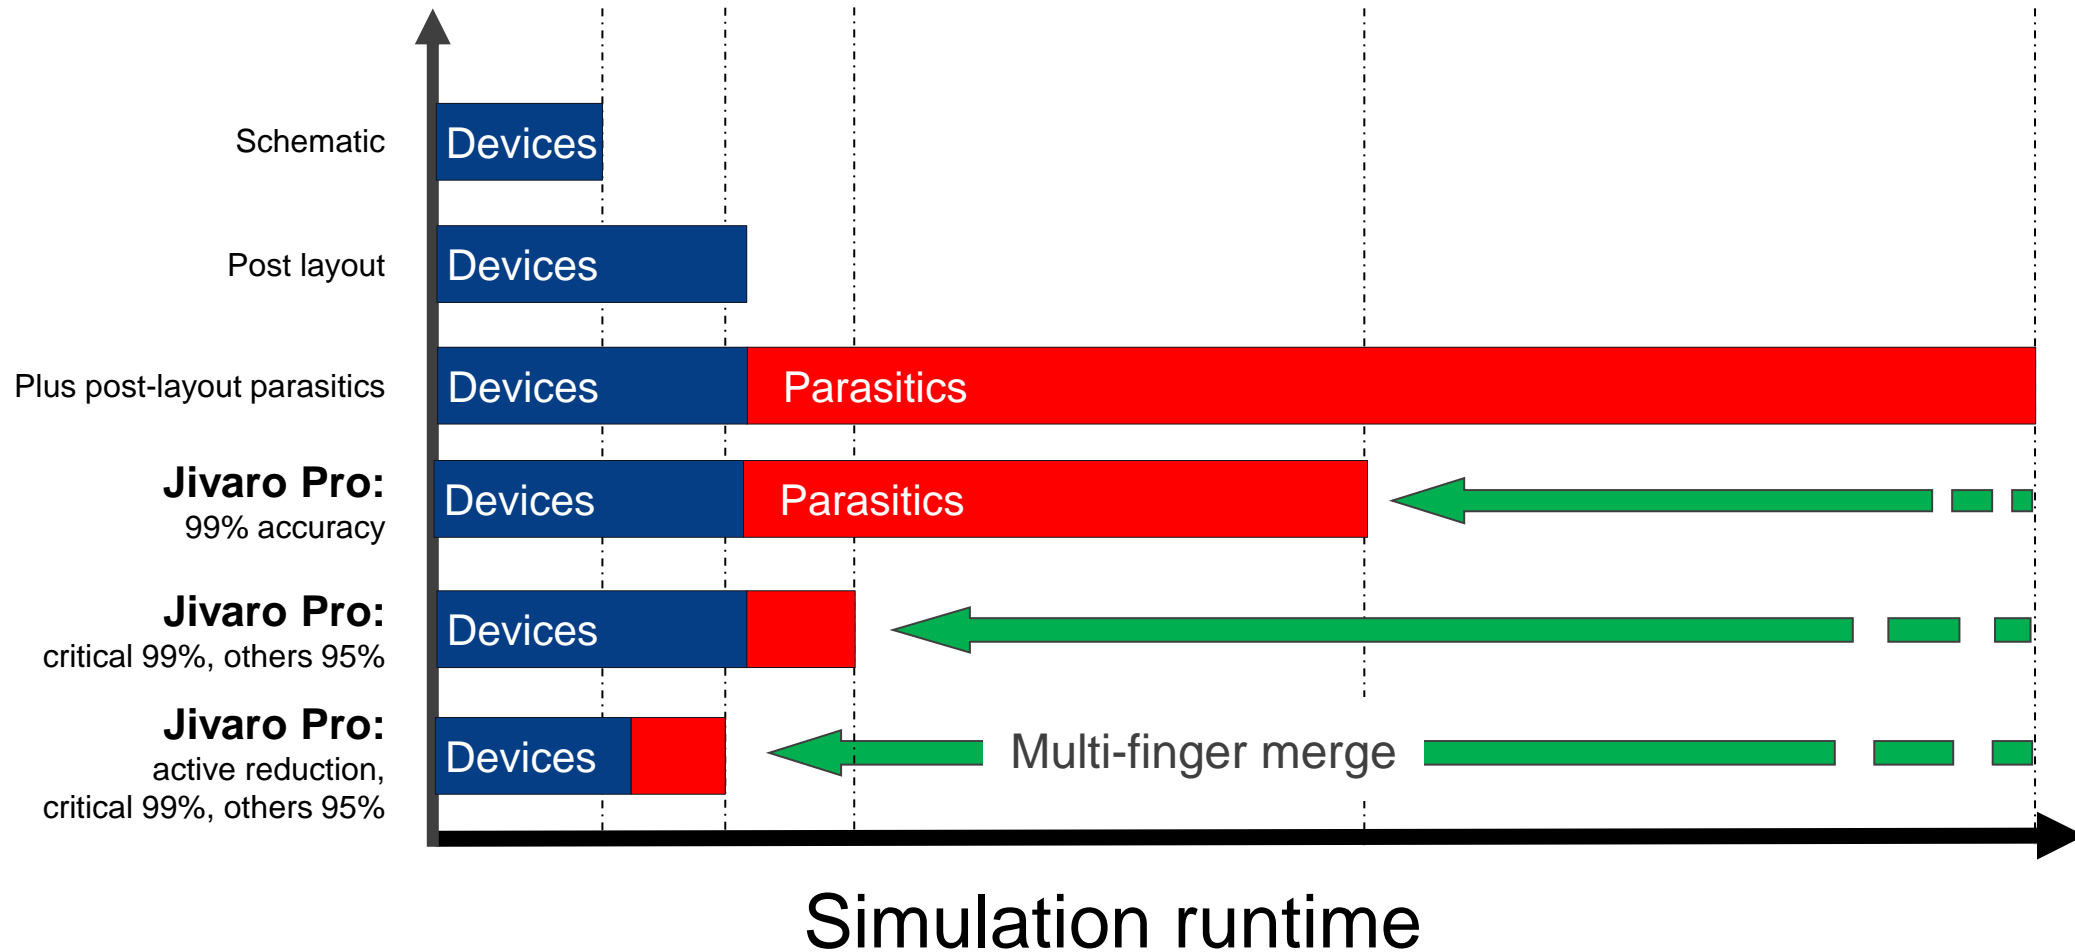 Schematic
Devices
Post layout
Devices
Plus post-layout parasitics
Devices
Parasitics
Jivaro Pro:
99% accuracy
Devices
Parasitics
Jivaro Pro:
critical 99%, others 95%
Devices
Jivaro Pro:
active reduction,
critical 99%, others 95%
Devices
Multi-finger merge
Simulation runtime